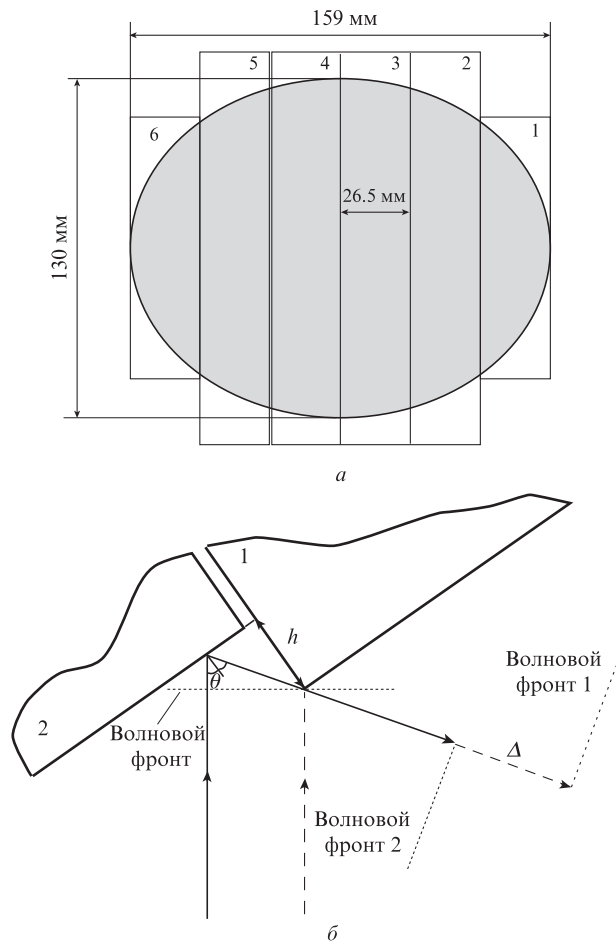 159 мм
5
4
3
2
6
1
26.5 мм
130 мм
а
1
h
Волновой
фронт 1
θ
2
Волновой
фронт
Δ
Волновой
фронт 2
б